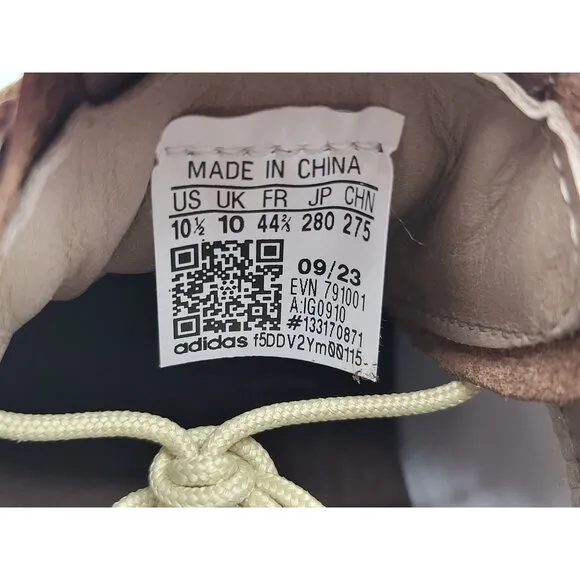 MADE IN CHINA
US UK FR JP CHN
10½ 10 44⅔ 280 275
09/23
EVN 791001
A:IG0910
#133170871
adidas f5DDV2Ym00115